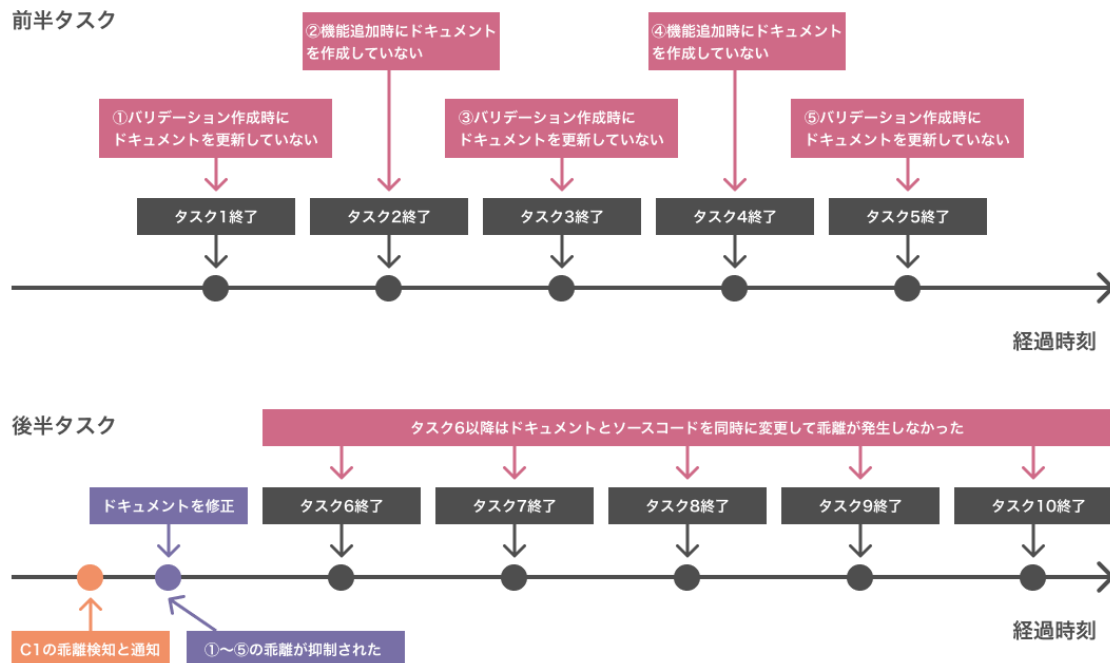 前半タスク
②機能追加時にドキュメント
を作成していない
④機能追加時にドキュメント
を作成していない
①バリデーション作成時に
ドキュメントを更新していない
③バリデーション作成時に
ドキュメントを更新していない
⑤バリデーション作成時に
ドキュメントを更新していない
タスク1終了
タスク2終了
タスク3終了
タスク4終了
タスク5終了
経過時刻
後半タスク
タスク6以降はドキュメントとソースコードを同時に変更して乖離が発生しなかった
ドキュメントを修正
タスク6終了
タスク7終了
タスク8終了
タスク9終了
タスク10終了
経過時刻
C1の乖離検知と通知
①〜⑤の乖離が抑制された